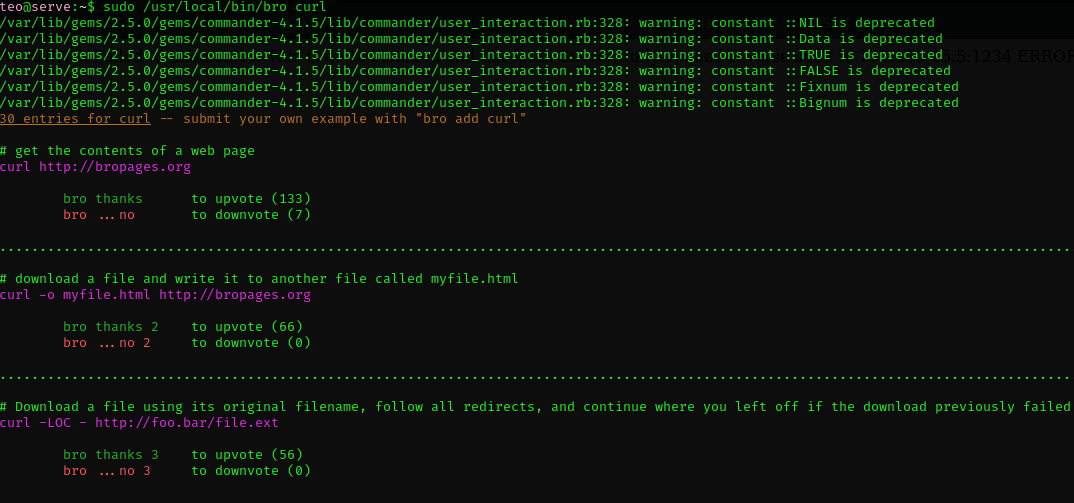 teo@serve:~$ sudo /usr/local/bin/bro curl
/var/lib/gems/2.5.0/gems/commander-4.1.5/lib/commander/user_interaction.rb:328: warning: constant ::NIL is deprecated
/var/lib/gems/2.5.0/gems/commander-4.1.5/lib/commander/user_interaction.rb:328: warning: constant ::Data is deprecated
/var/lib/gems/2.5.0/gems/commander-4.1.5/lib/commander/user_interaction.rb:328: warning: constant ::TRUE is deprecated
/var/lib/gems/2.5.0/gems/commander-4.1.5/lib/commander/user_interaction.rb:328: warning: constant ::FALSE is deprecated
/var/lib/gems/2.5.0/gems/commander-4.1.5/lib/commander/user_interaction.rb:328: warning: constant ::Fixnum is deprecated
/var/lib/gems/2.5.0/gems/commander-4.1.5/lib/commander/user_interaction.rb:328: warning: constant ::Bignum is deprecated
30 entries for curl -- submit your own example with "bro add curl"
# get the contents of a web page
curl http://bropages.org
bro thanks to upvote (133)
bro ...no to downvote (7)
......................................................................................................................................
# download a file and write it to another file called myfile.html
curl -o myfile.html http://bropages.org
bro thanks 2 to upvote (66)
bro ...no 2 to downvote (0)
......................................................................................................................................
# Download a file using its original filename, follow all redirects, and continue where you left off if the download previously failed
curl -LOC - http://foo.bar/file.ext
bro thanks 3 to upvote (56)
bro ...no 3 to downvote (0)